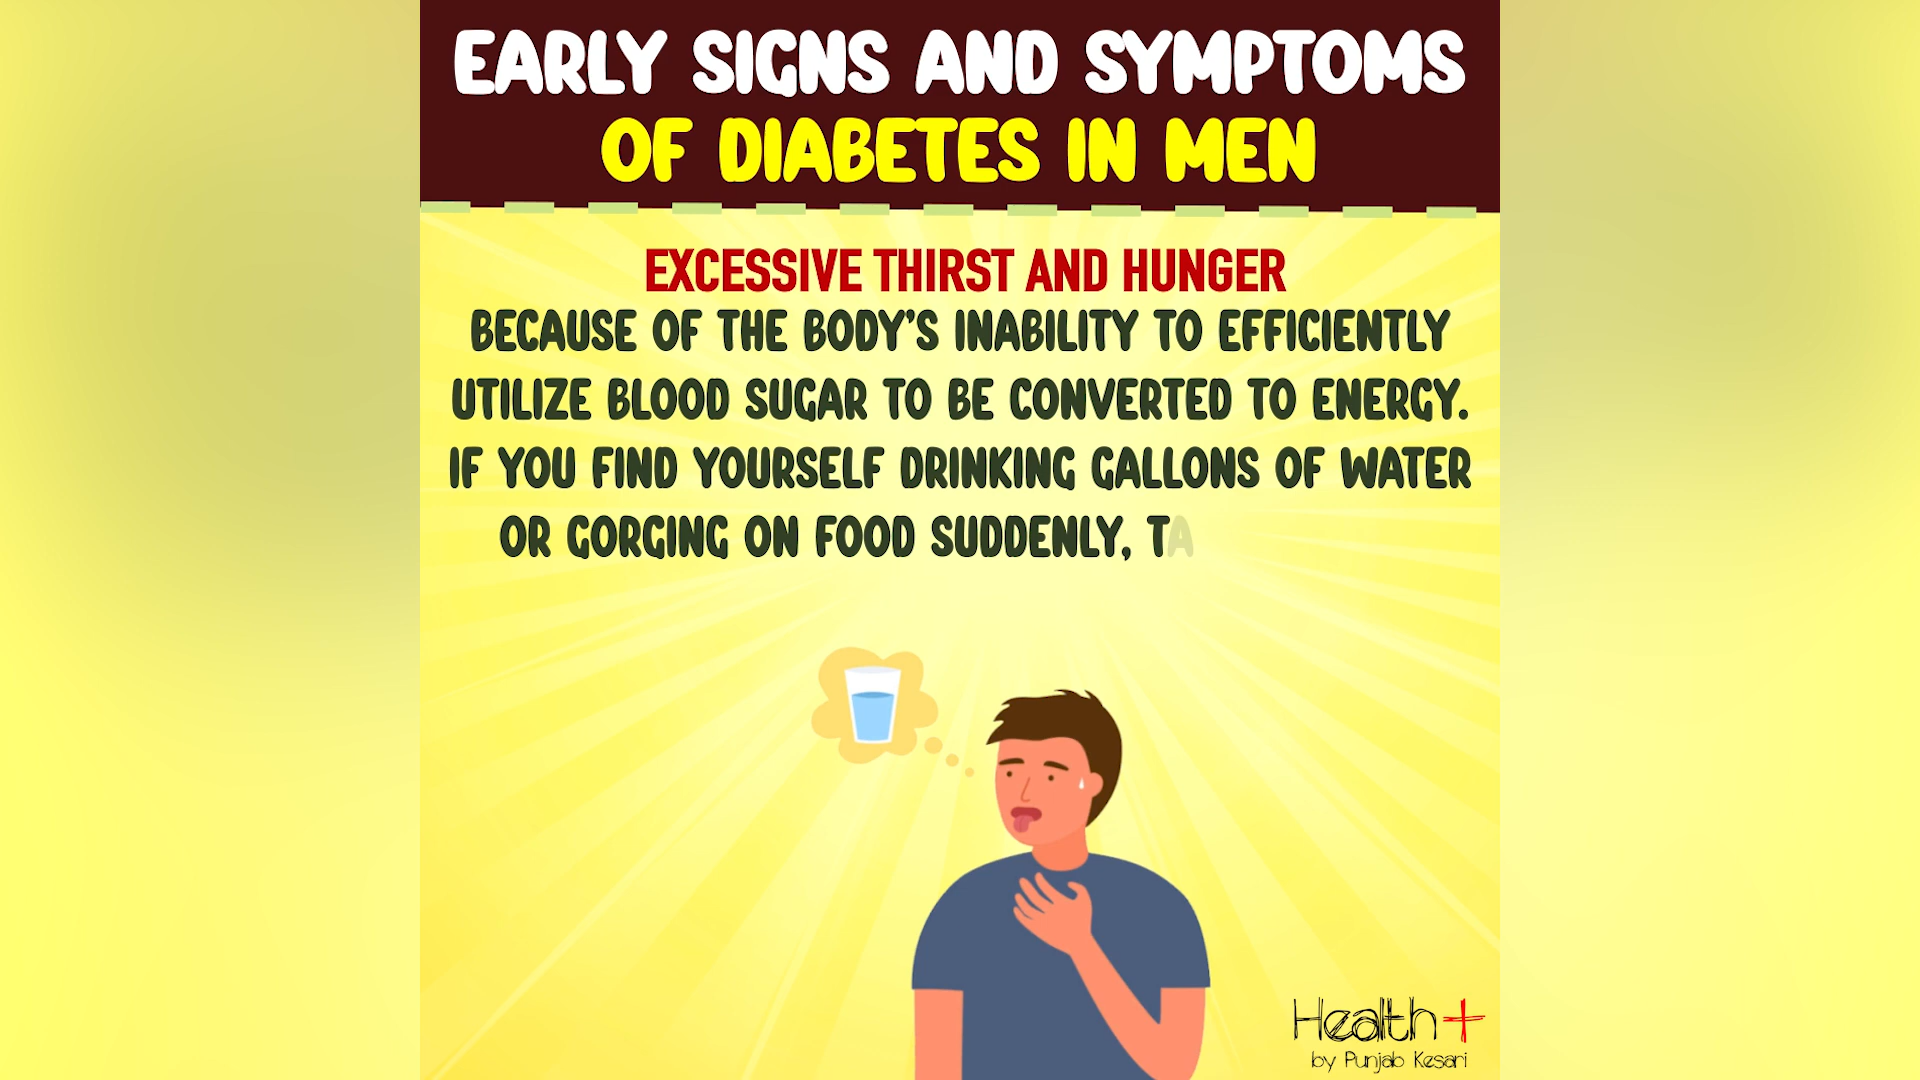 EARLY SIGNS AND SYMPTOMS
OF DIABETES IN MEN
EXCESSIVE THIRST AND HUNGER
BECAUSE OF THE BODY'S INABILITY TO EFFICIENTLY
UTILIZE BLOOD SUGAR TO BE CONVERTED TO ENERGY.
IF YOU FIND YOURSELF DRINKING GALLONS OF WATER
OR GORGING ON FOOD SUDDENLY, TA
Health+
by Punjab Kesari